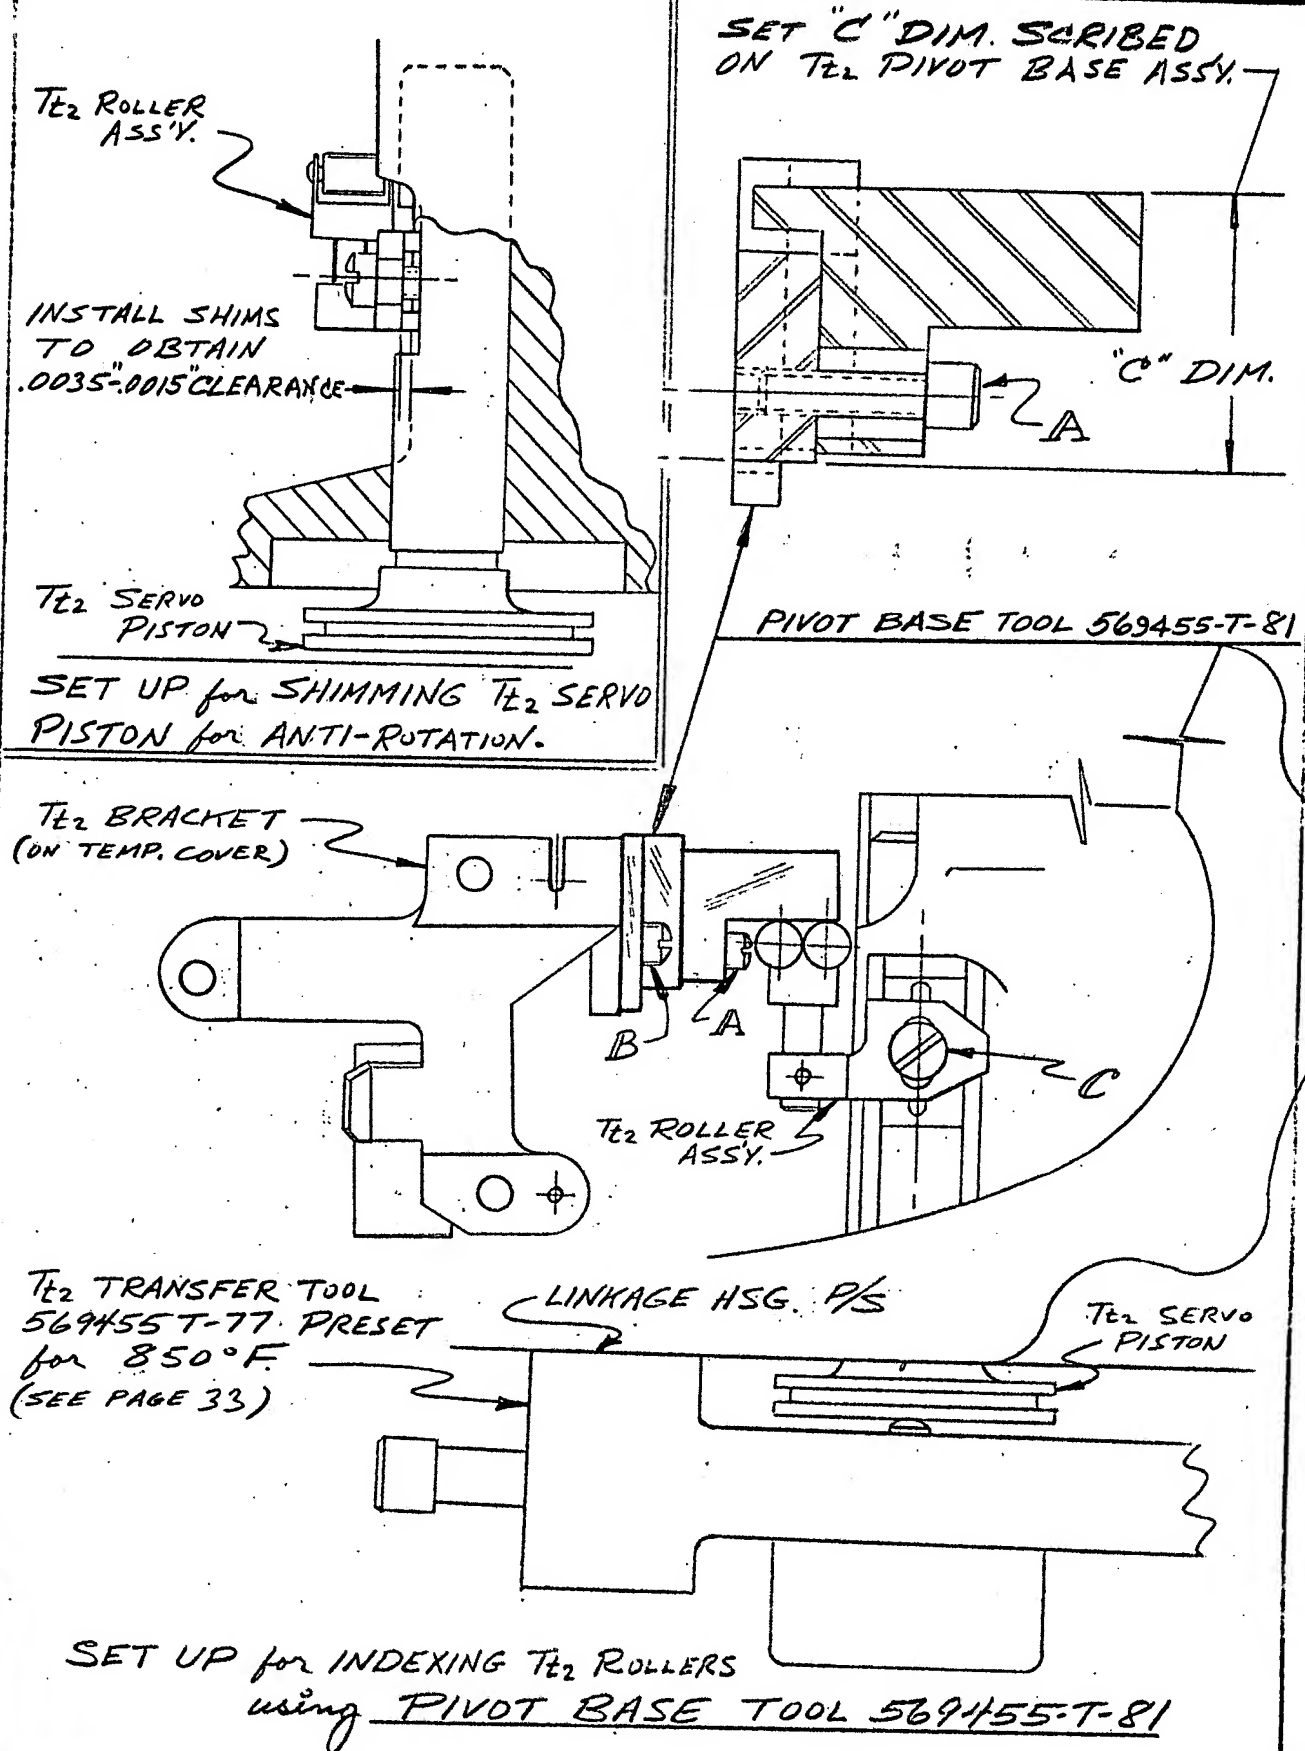 Tt2 ROLLER
ASS'Y.
INSTALL SHIMS
TO OBTAIN
.0035"-.0015" CLEARANCE
Tt2 SERVO
PISTON
SET UP for SHIMMING Tt2 SERVO
PISTON for ANTI-ROTATION.
SET "C" DIM. SCRIBED
ON Tt2 PIVOT BASE ASS'Y.
"C" DIM.
A
PIVOT BASE TOOL 569455-T-81
Tt2 BRACKET
(ON TEMP. COVER)
B
A
C
Tt2 ROLLER
ASS'Y.
Tt2 TRANSFER TOOL
569455 T-77 PRESET
for 850°F.
(SEE PAGE 33)
LINKAGE HSG. P/S
Tt2 SERVO
PISTON
SET UP for INDEXING Tt2 ROLLERS
using PIVOT BASE TOOL 569455-T-81